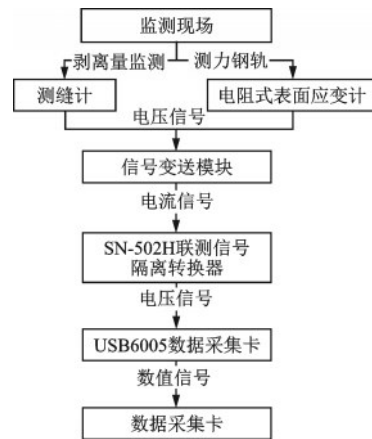 监测现场
剥离量监测 测力钢轨
测缝计 电阻式表面应变计
电压信号
信号变送模块
电流信号
SN-502H联测信号
隔离转换器
电压信号
USB6005数据采集卡
数值信号
数据采集卡